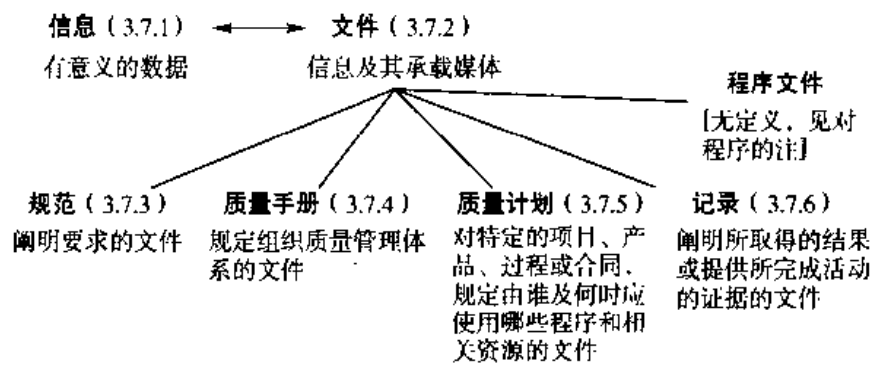 信息（3.7.1） 文件（3.7.2）
有意义的数据 信息及其承载媒体
程序文件
[无定义，见对
程序的注]
规范（3.7.3） 质量手册（3.7.4） 质量计划（3.7.5） 记录（3.7.6）
阐明要求的文件 规定组织质量管理体 对特定的项目、产 阐明所取得的结果
系的文件 品、过程或合同， 或提供所完成活动
规定由谁及何时应 的证据的文件
使用哪些程序和相
关资源的文件